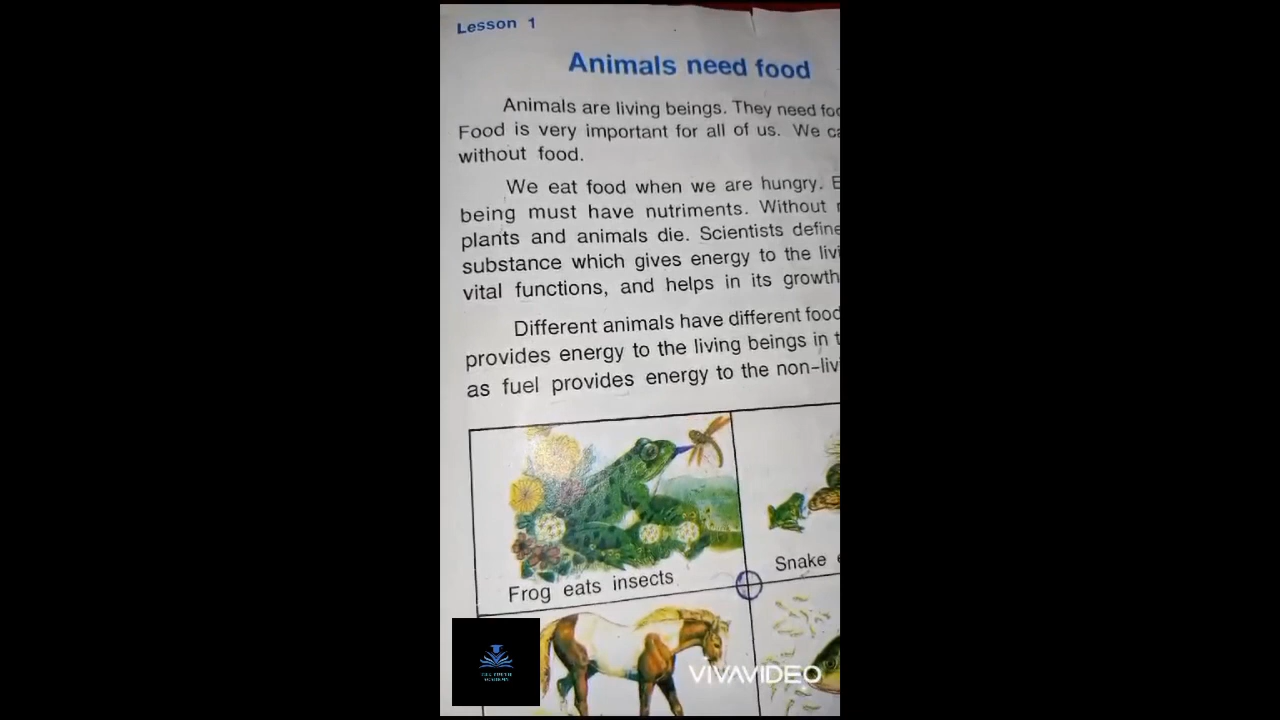 Lesson 1
Animals need food
Animals are living beings. They need
Food is very important for all of us. We
without food.
We eat food when we are hungry.
being must have nutriments. Without
plants and animals die. Scientists define
substance which gives energy to the
vital functions, and helps in its growth
Different animals have different food
provides energy to the living beings in
as fuel provides energy to the
Frog eats insects
Snake
VIVAVIDEO